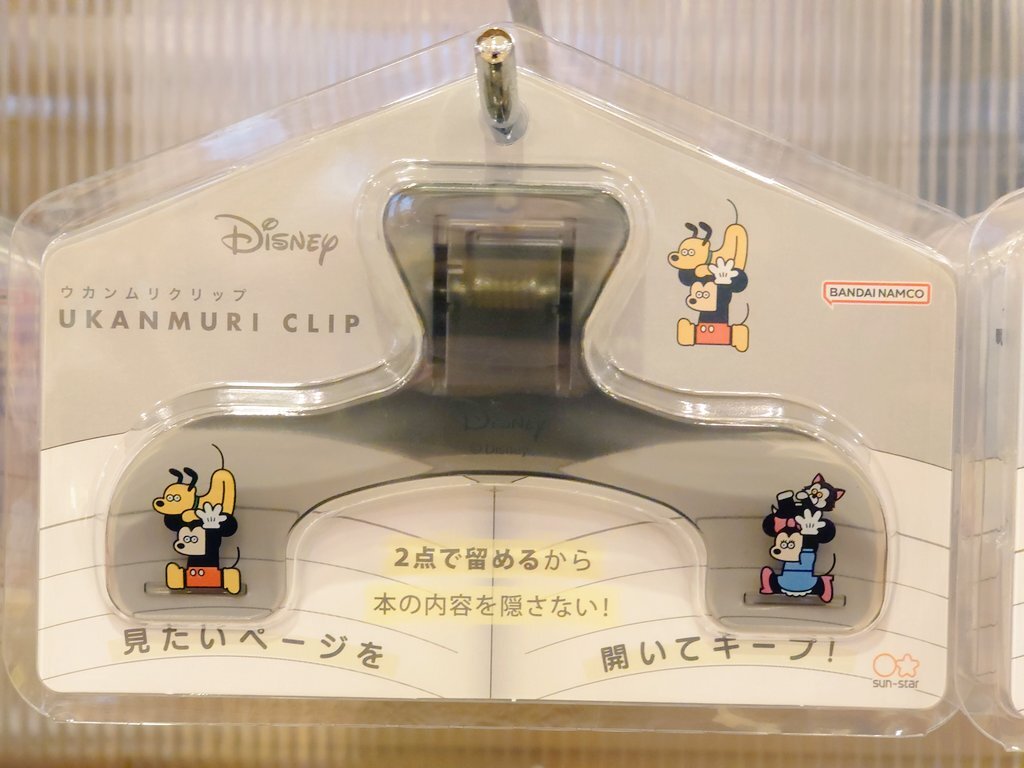 Disney
ウカンムリクリップ
UKANMURI CLIP
BANDAI NAMCO
Disney
© Disney
2点で留めるから
本の内容を隠さない!
見たいページを
開いてキープ!
sun-star